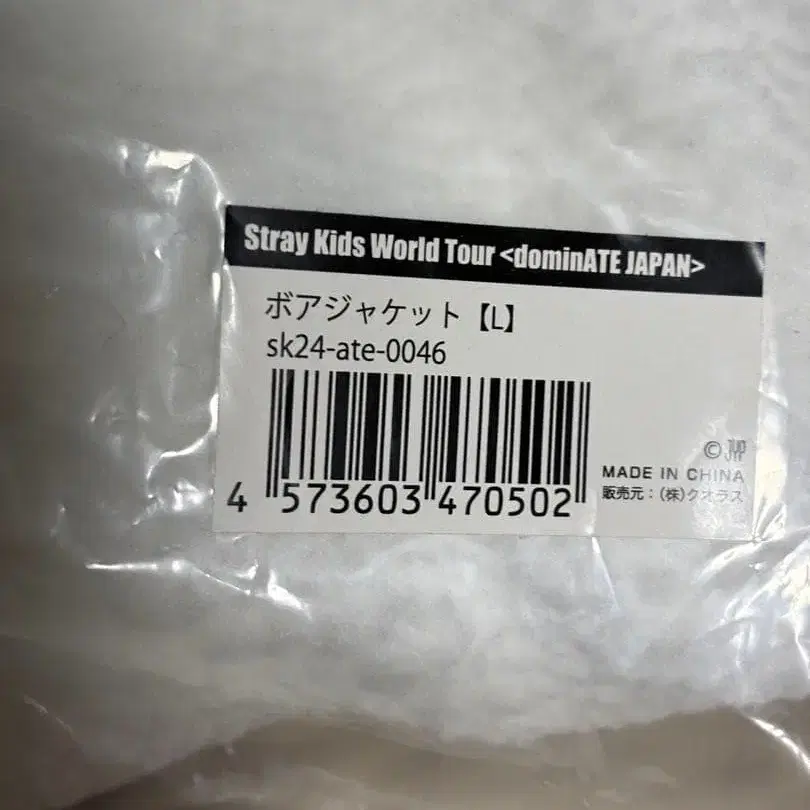 Stray Kids World Tour <dominATE JAPAN>
ボアジャケット【L】
sk24-ate-0046
4 573603 470502
© JYP
MADE IN CHINA
販売元：(株)クオラス